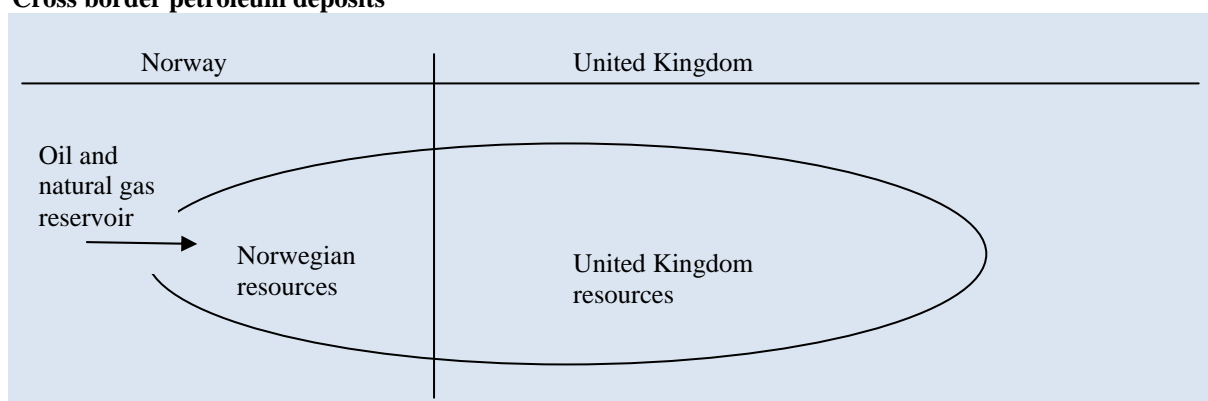 Cross border petroleum deposits
Norway
United Kingdom
Oil and
natural gas
reservoir
Norwegian
resources
United Kingdom
resources